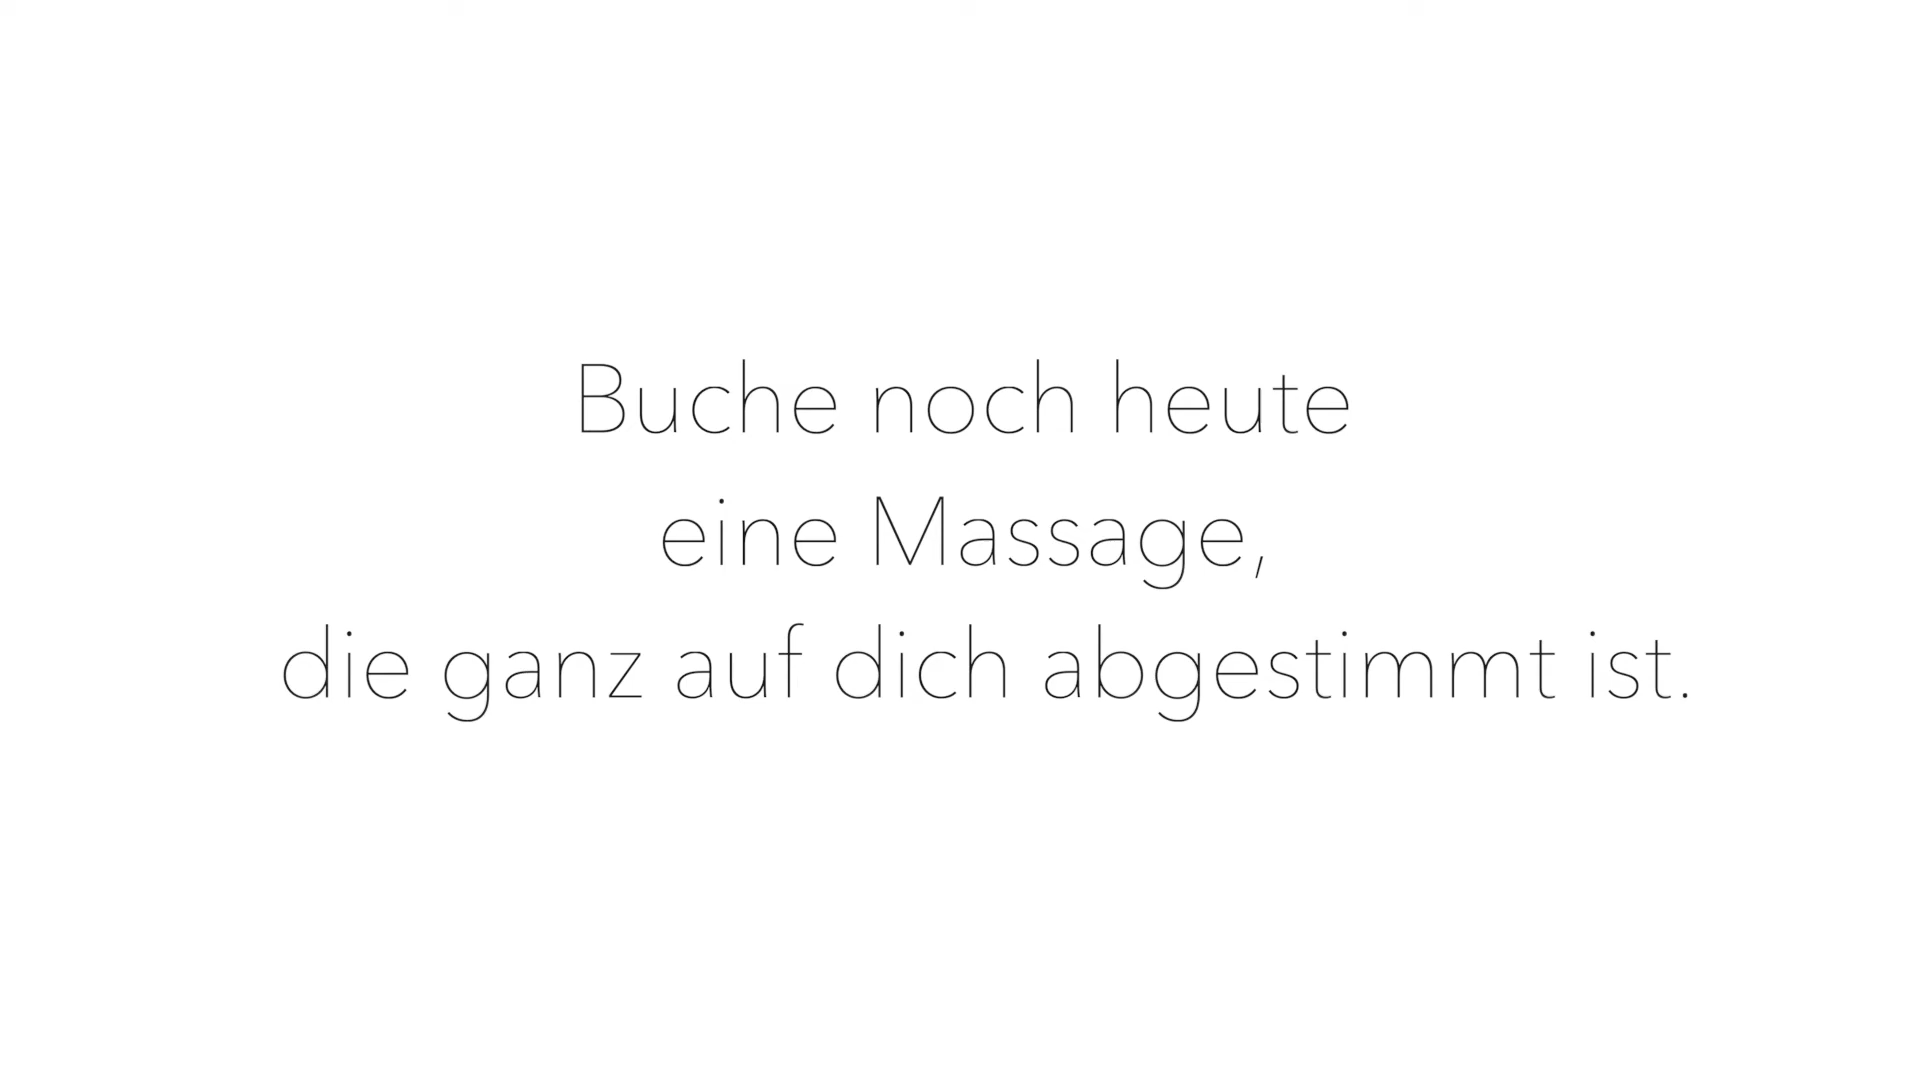 Buche noch heute
eine Massage,
die ganz auf dich abgestimmt ist.